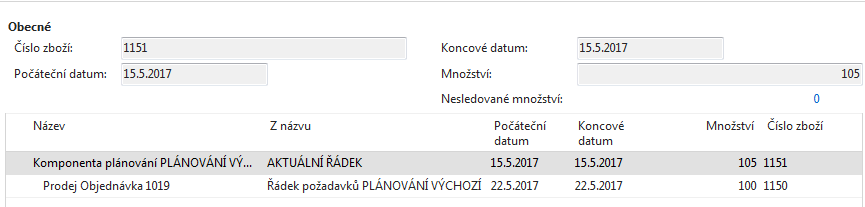 Obecné
Číslo zboží: 1151 Koncové datum: 15.5.2017
Počáteční datum: 15.5.2017 Množství: 105
Nesledované množství: 0
Název Z názvu Počáteční datum Koncové datum Množství Číslo zboží
Komponenta plánování PLÁNOVÁNÍ VÝ... AKTUÁLNÍ ŘÁDEK 15.5.2017 15.5.2017 105 1151
Prodej Objednávka 1019 Řádek požadavků PLÁNOVÁNÍ VÝCHOZÍ 22.5.2017 22.5.2017 100 1150